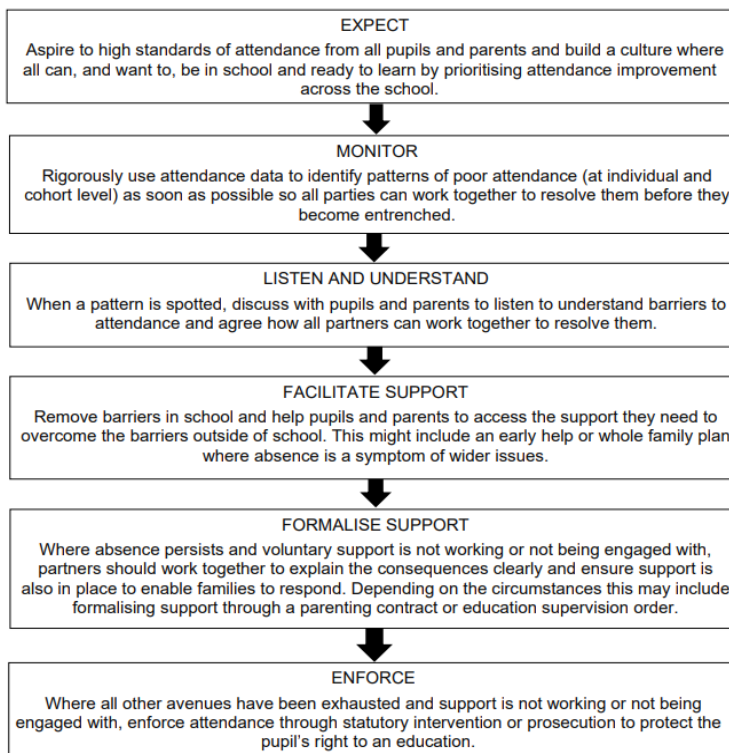 EXPECT
Aspire to high standards of attendance from all pupils and parents and build a culture where
all can, and want to, be in school and ready to learn by prioritising attendance improvement
across the school.
MONITOR
Rigorously use attendance data to identify patterns of poor attendance (at individual and
cohort level) as soon as possible so all parties can work together to resolve them before they
become entrenched.
LISTEN AND UNDERSTAND
When a pattern is spotted, discuss with pupils and parents to listen to understand barriers to
attendance and agree how all partners can work together to resolve them.
FACILITATE SUPPORT
Remove barriers in school and help pupils and parents to access the support they need to
overcome the barriers outside of school. This might include an early help or whole family plan
where absence is a symptom of wider issues.
FORMALISE SUPPORT
Where absence persists and voluntary support is not working or not being engaged with,
partners should work together to explain the consequences clearly and ensure support is
also in place to enable families to respond. Depending on the circumstances this may include
formalising support through a parenting contract or education supervision order.
ENFORCE
Where all other avenues have been exhausted and support is not working or not being
engaged with, enforce attendance through statutory intervention or prosecution to protect the
pupil's right to an education.